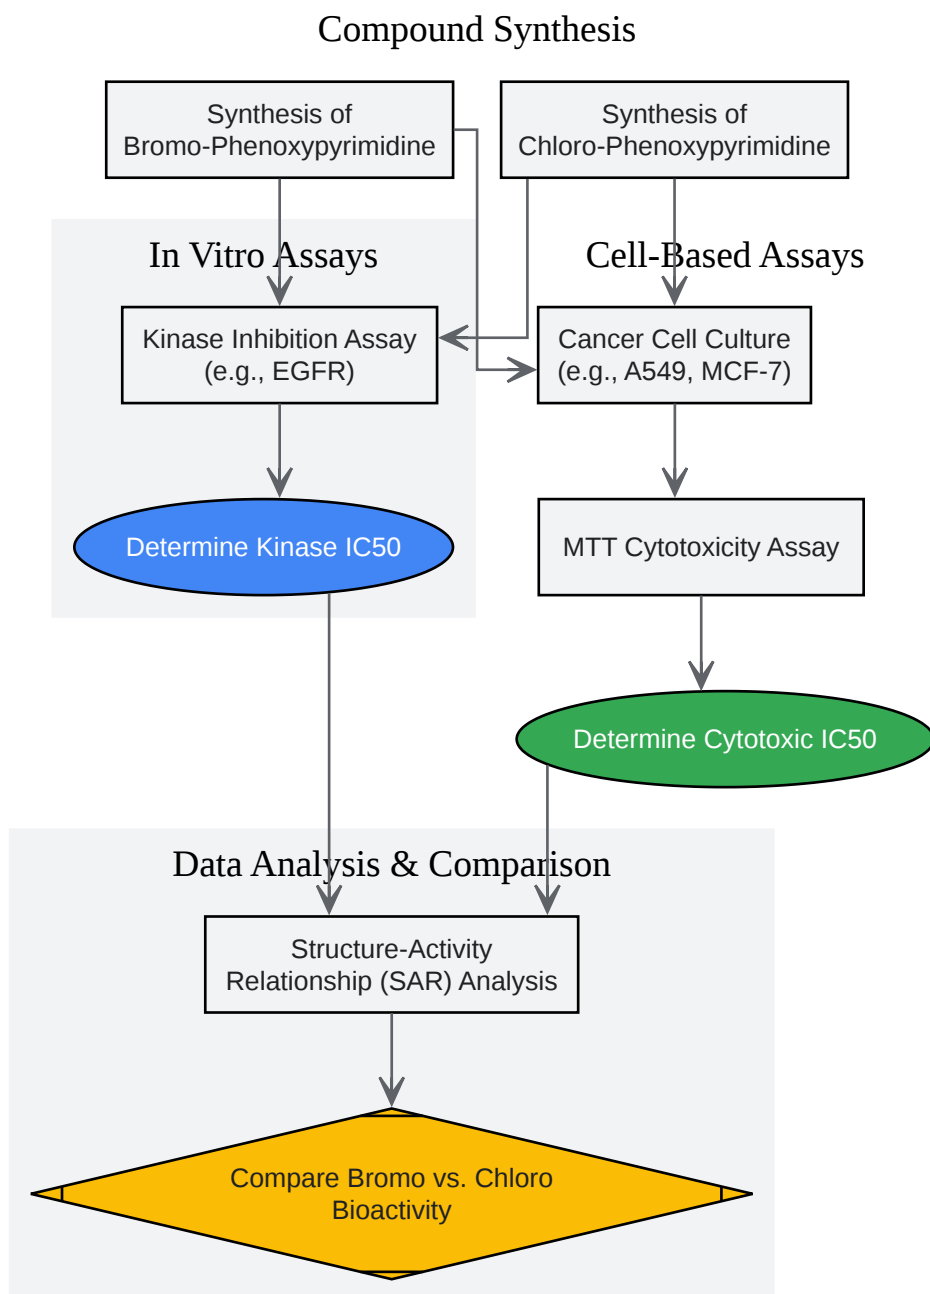 Compound Synthesis
Synthesis of
Bromo-Phenoxypyrimidine
Synthesis of
Chloro-Phenoxypyrimidine
In Vitro Assays
Cell-Based Assays
Kinase Inhibition Assay
(e.g., EGFR)
Cancer Cell Culture
(e.g., A549, MCF-7)
Determine Kinase IC50
MTT Cytotoxicity Assay
Determine Cytotoxic IC50
Data Analysis & Comparison
Structure-Activity
Relationship (SAR) Analysis
Compare Bromo vs. Chloro
Bioactivity